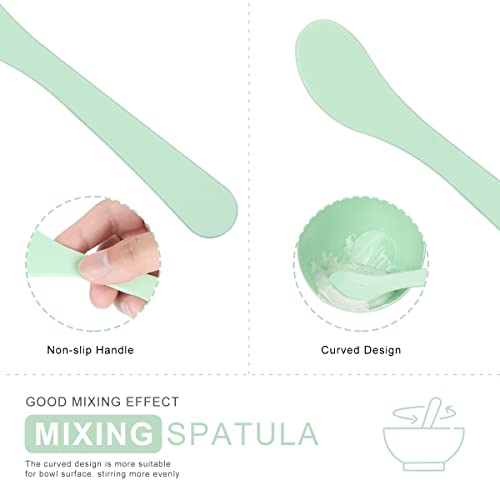 Non-slip Handle
Curved Design
GOOD MIXING EFFECT
MIXING SPATULA
The curved design is more suitable
for bowl surface. stirring more evenly